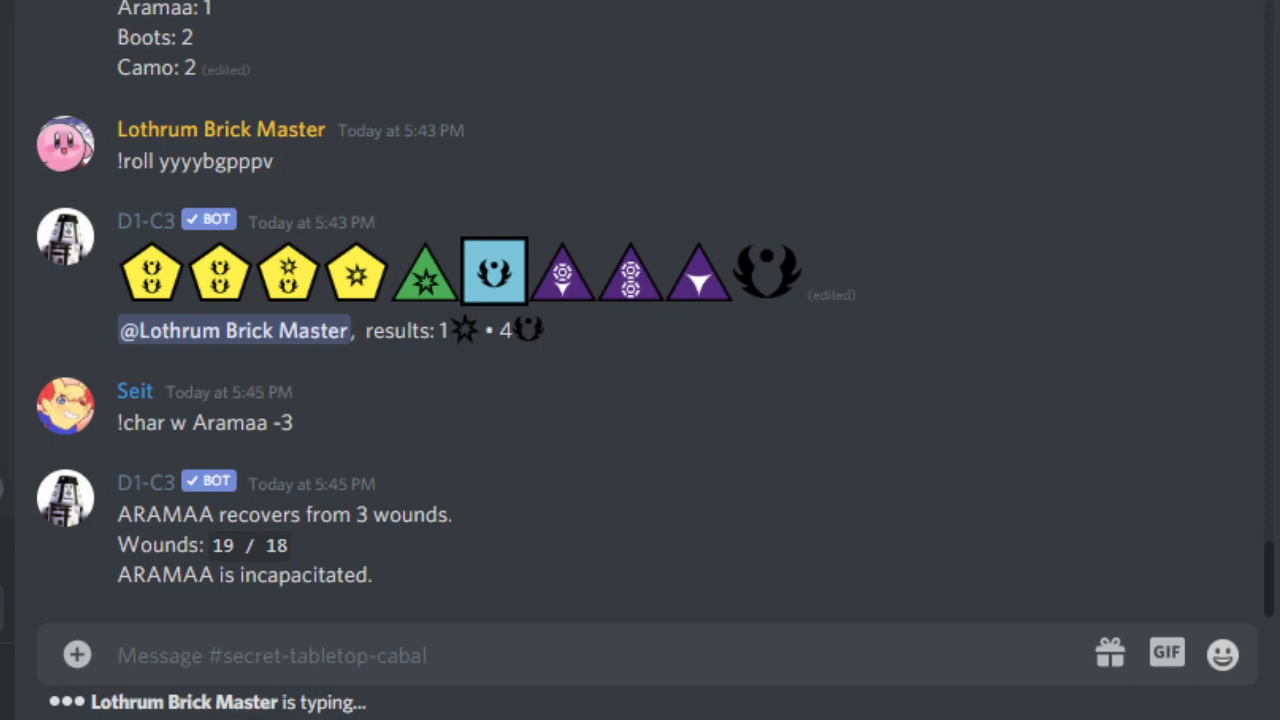 Aramaa: 1
Boots: 2
Camo: 2 (edited)
Lothrum Brick Master Today at 5:43 PM
!roll yyyybgpppv
D1-C3 ✓ BOT Today at 5:43 PM
(edited)
@Lothrum Brick Master, results: 1 • 4
Seit Today at 5:45 PM
!char w Aramaa -3
D1-C3 ✓ BOT Today at 5:45 PM
ARAMAA recovers from 3 wounds.
Wounds: 19 / 18
ARAMAA is incapacitated.
Message #secret-tabletop-cabal
GIF
Lothrum Brick Master is typing...